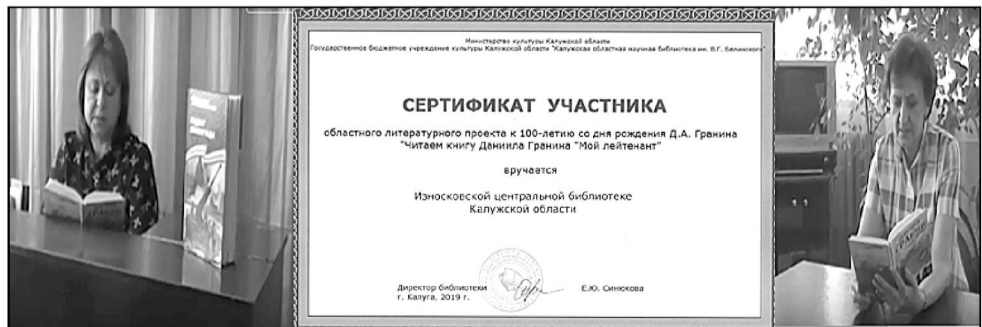 Министерство культуры Калужской области
Государственное бюджетное учреждение культуры Калужской области "Калужская областная научная библиотека им. В.Г. Белинского"
СЕРТИФИКАТ УЧАСТНИКА
областного литературного проекта к 100-летию со дня рождения Д.А. Гранина
"Читаем книгу Даниила Гранина "Мой лейтенант"
вручается
Износковской центральной библиотеке
Калужской области
Директор библиотеки
Е.Ю. Синюкова
г. Калуга, 2019 г.